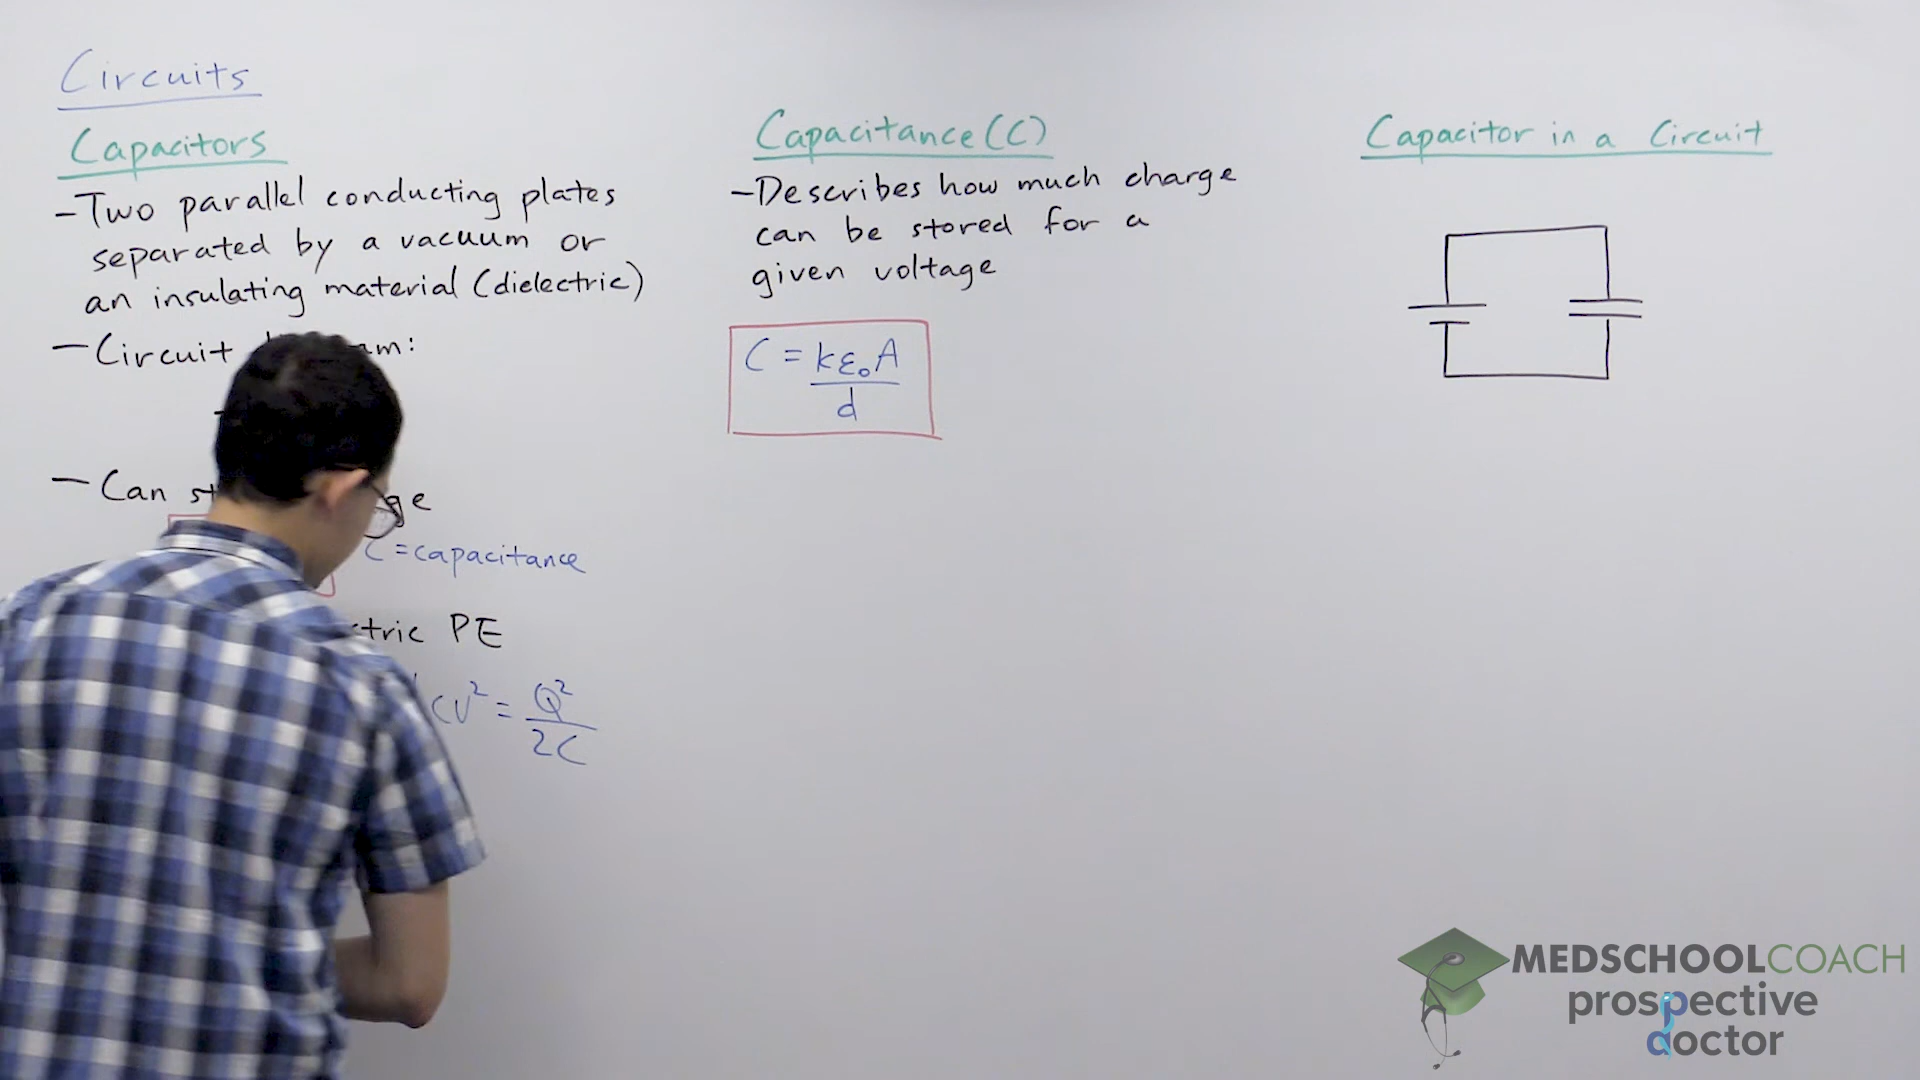 Circuits
Capacitors
-Two parallel conducting plates
separated by a vacuum or
an insulating material (dielectric)
- Circuit
- Can
C = capacitance
PE
CV² = Q²
2C
Capacitance (C)
-Describes how much charge
can be stored for a
given voltage
C = kε₀A
d
Capacitor in a Circuit
MEDSCHOOLCOACH
prospective
doctor